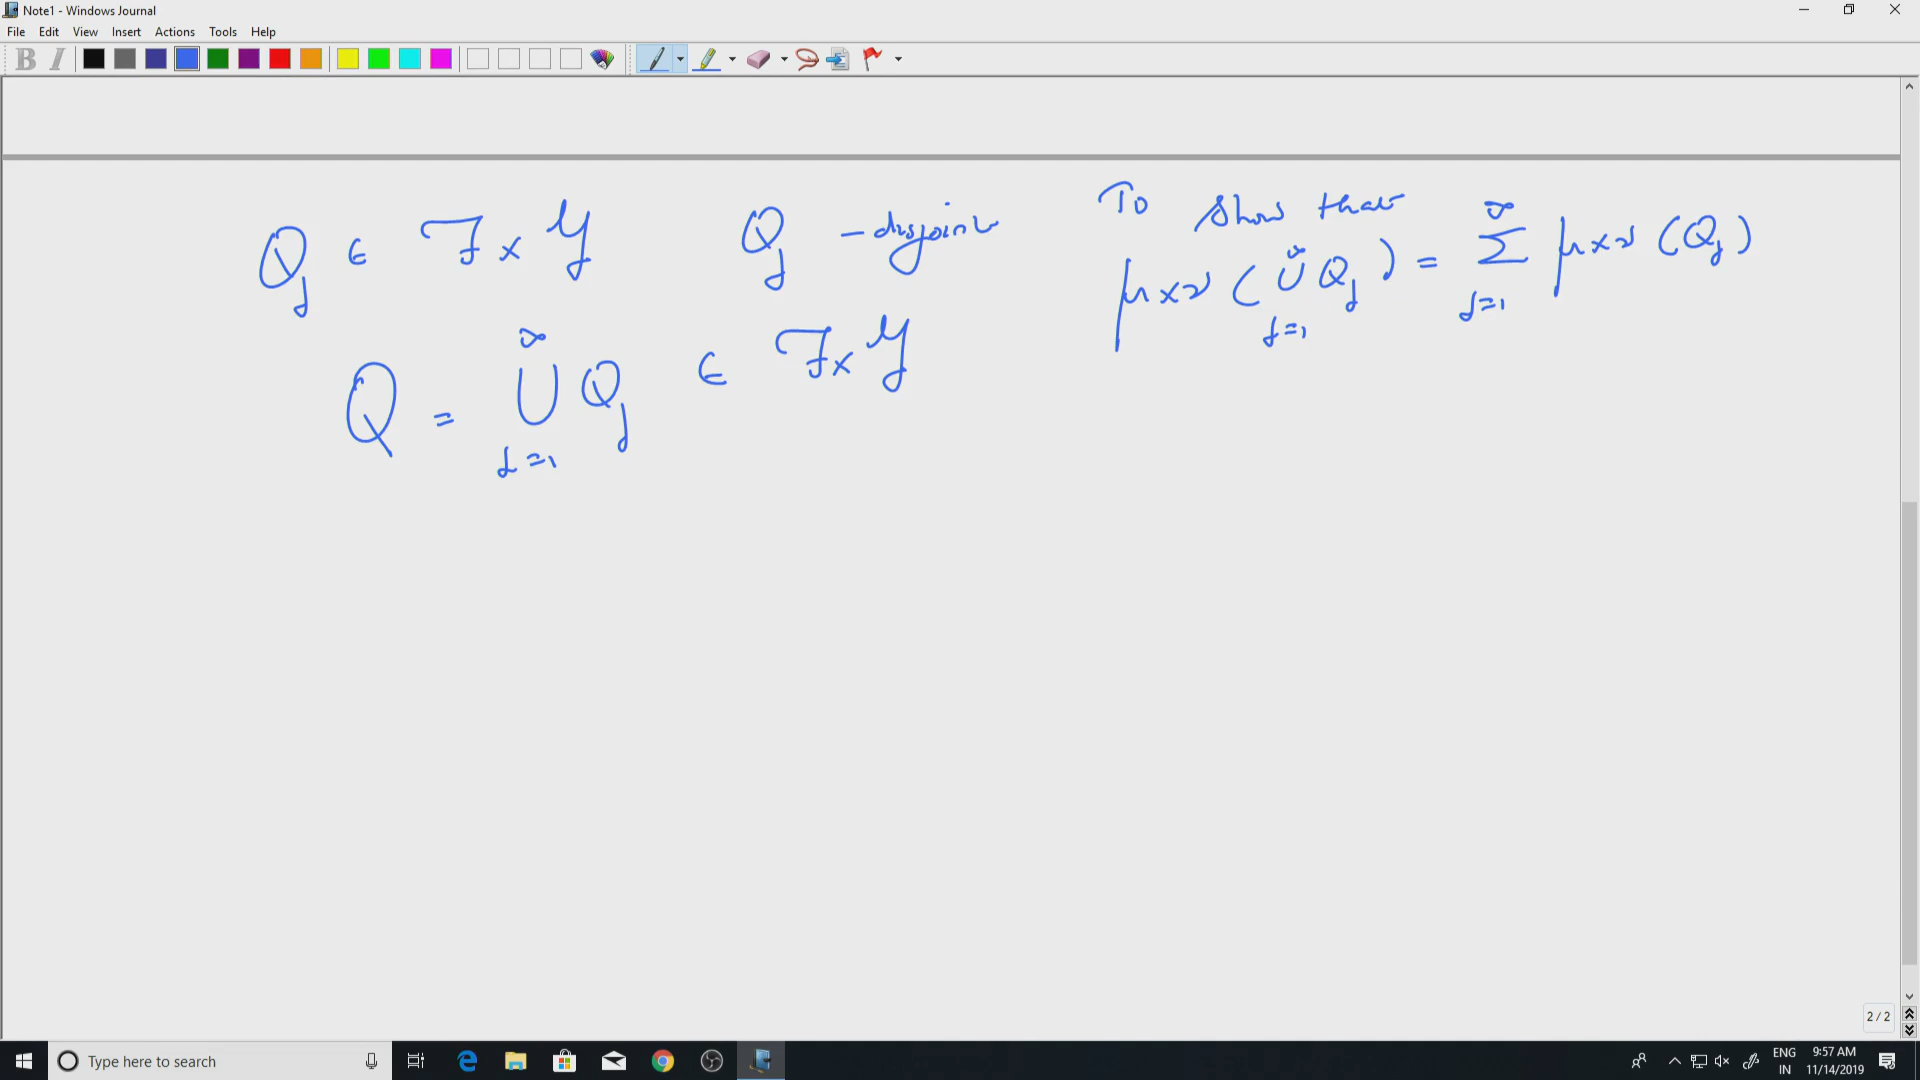 Note1 - Windows Journal
File Edit View Insert Actions Tools Help
B I
Q_j ∈ ℱ × 𝒢 Q_j - disjoint
To show that
μ×ν ( ⋃_{j=1}^∞ Q_j ) = ∑_{j=1}^∞ μ×ν (Q_j)
Q = ⋃_{j=1}^∞ Q_j ∈ ℱ × 𝒢
2 / 2
Type here to search
ENG
IN
9:57 AM
11/14/2019